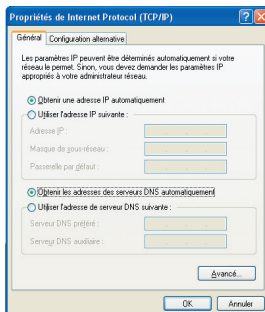 Propriétés de Internet Protocol (TCP/IP)
Général Configuration alternative
Les paramètres IP peuvent être déterminés automatiquement si votre
réseau le permet. Sinon, vous devez demander les paramètres IP
appropriés à votre administrateur réseau.
Obtenir une adresse IP automatiquement
Utiliser l'adresse IP suivante :
Adresse IP :
Masque de sous-réseau :
Passerelle par défaut :
Obtenir les adresses des serveurs DNS automatiquement
Utiliser l'adresse de serveur DNS suivante :
Serveur DNS préféré :
Serveur DNS auxiliaire :
Avancé...
OK Annuler